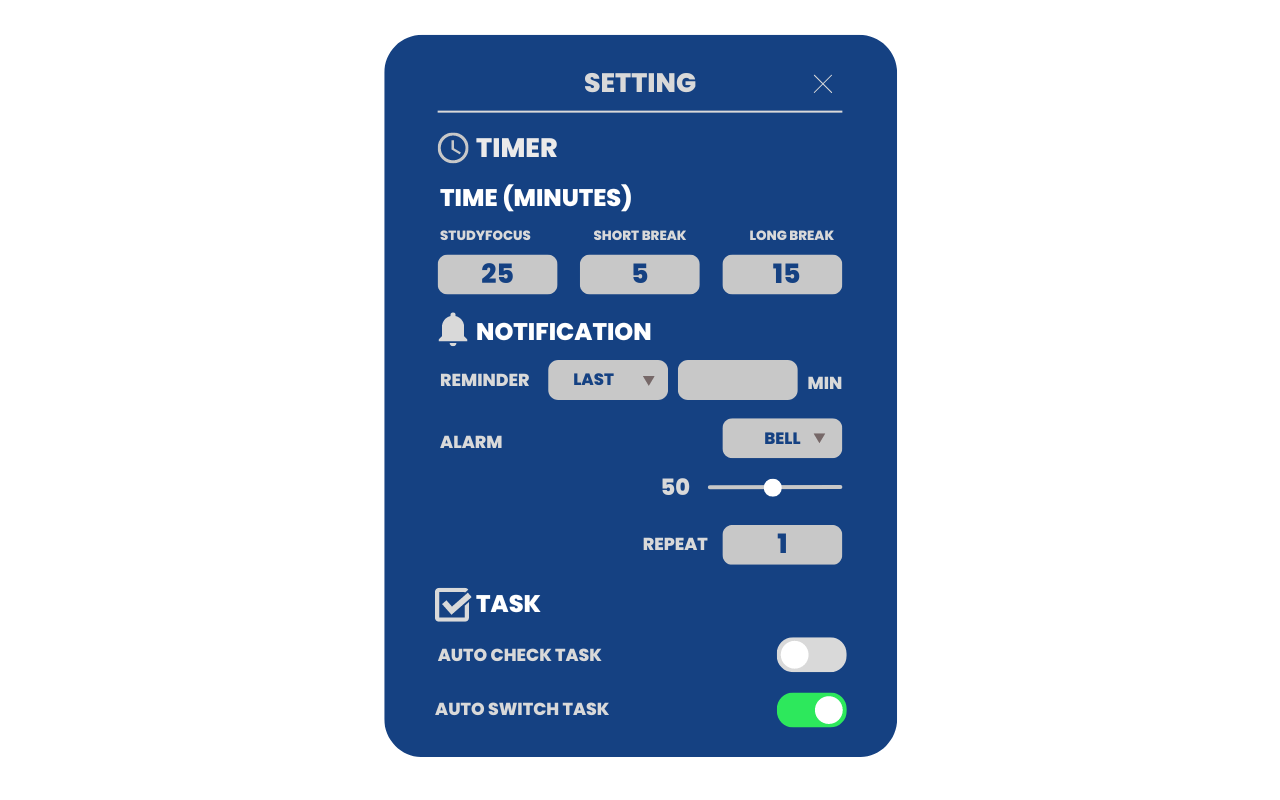 SETTING
TIMER
TIME (MINUTES)
STUDYFOCUS SHORT BREAK LONG BREAK
25 5 15
NOTIFICATION
REMINDER LAST MIN
ALARM BELL
50
REPEAT 1
TASK
AUTO CHECK TASK
AUTO SWITCH TASK